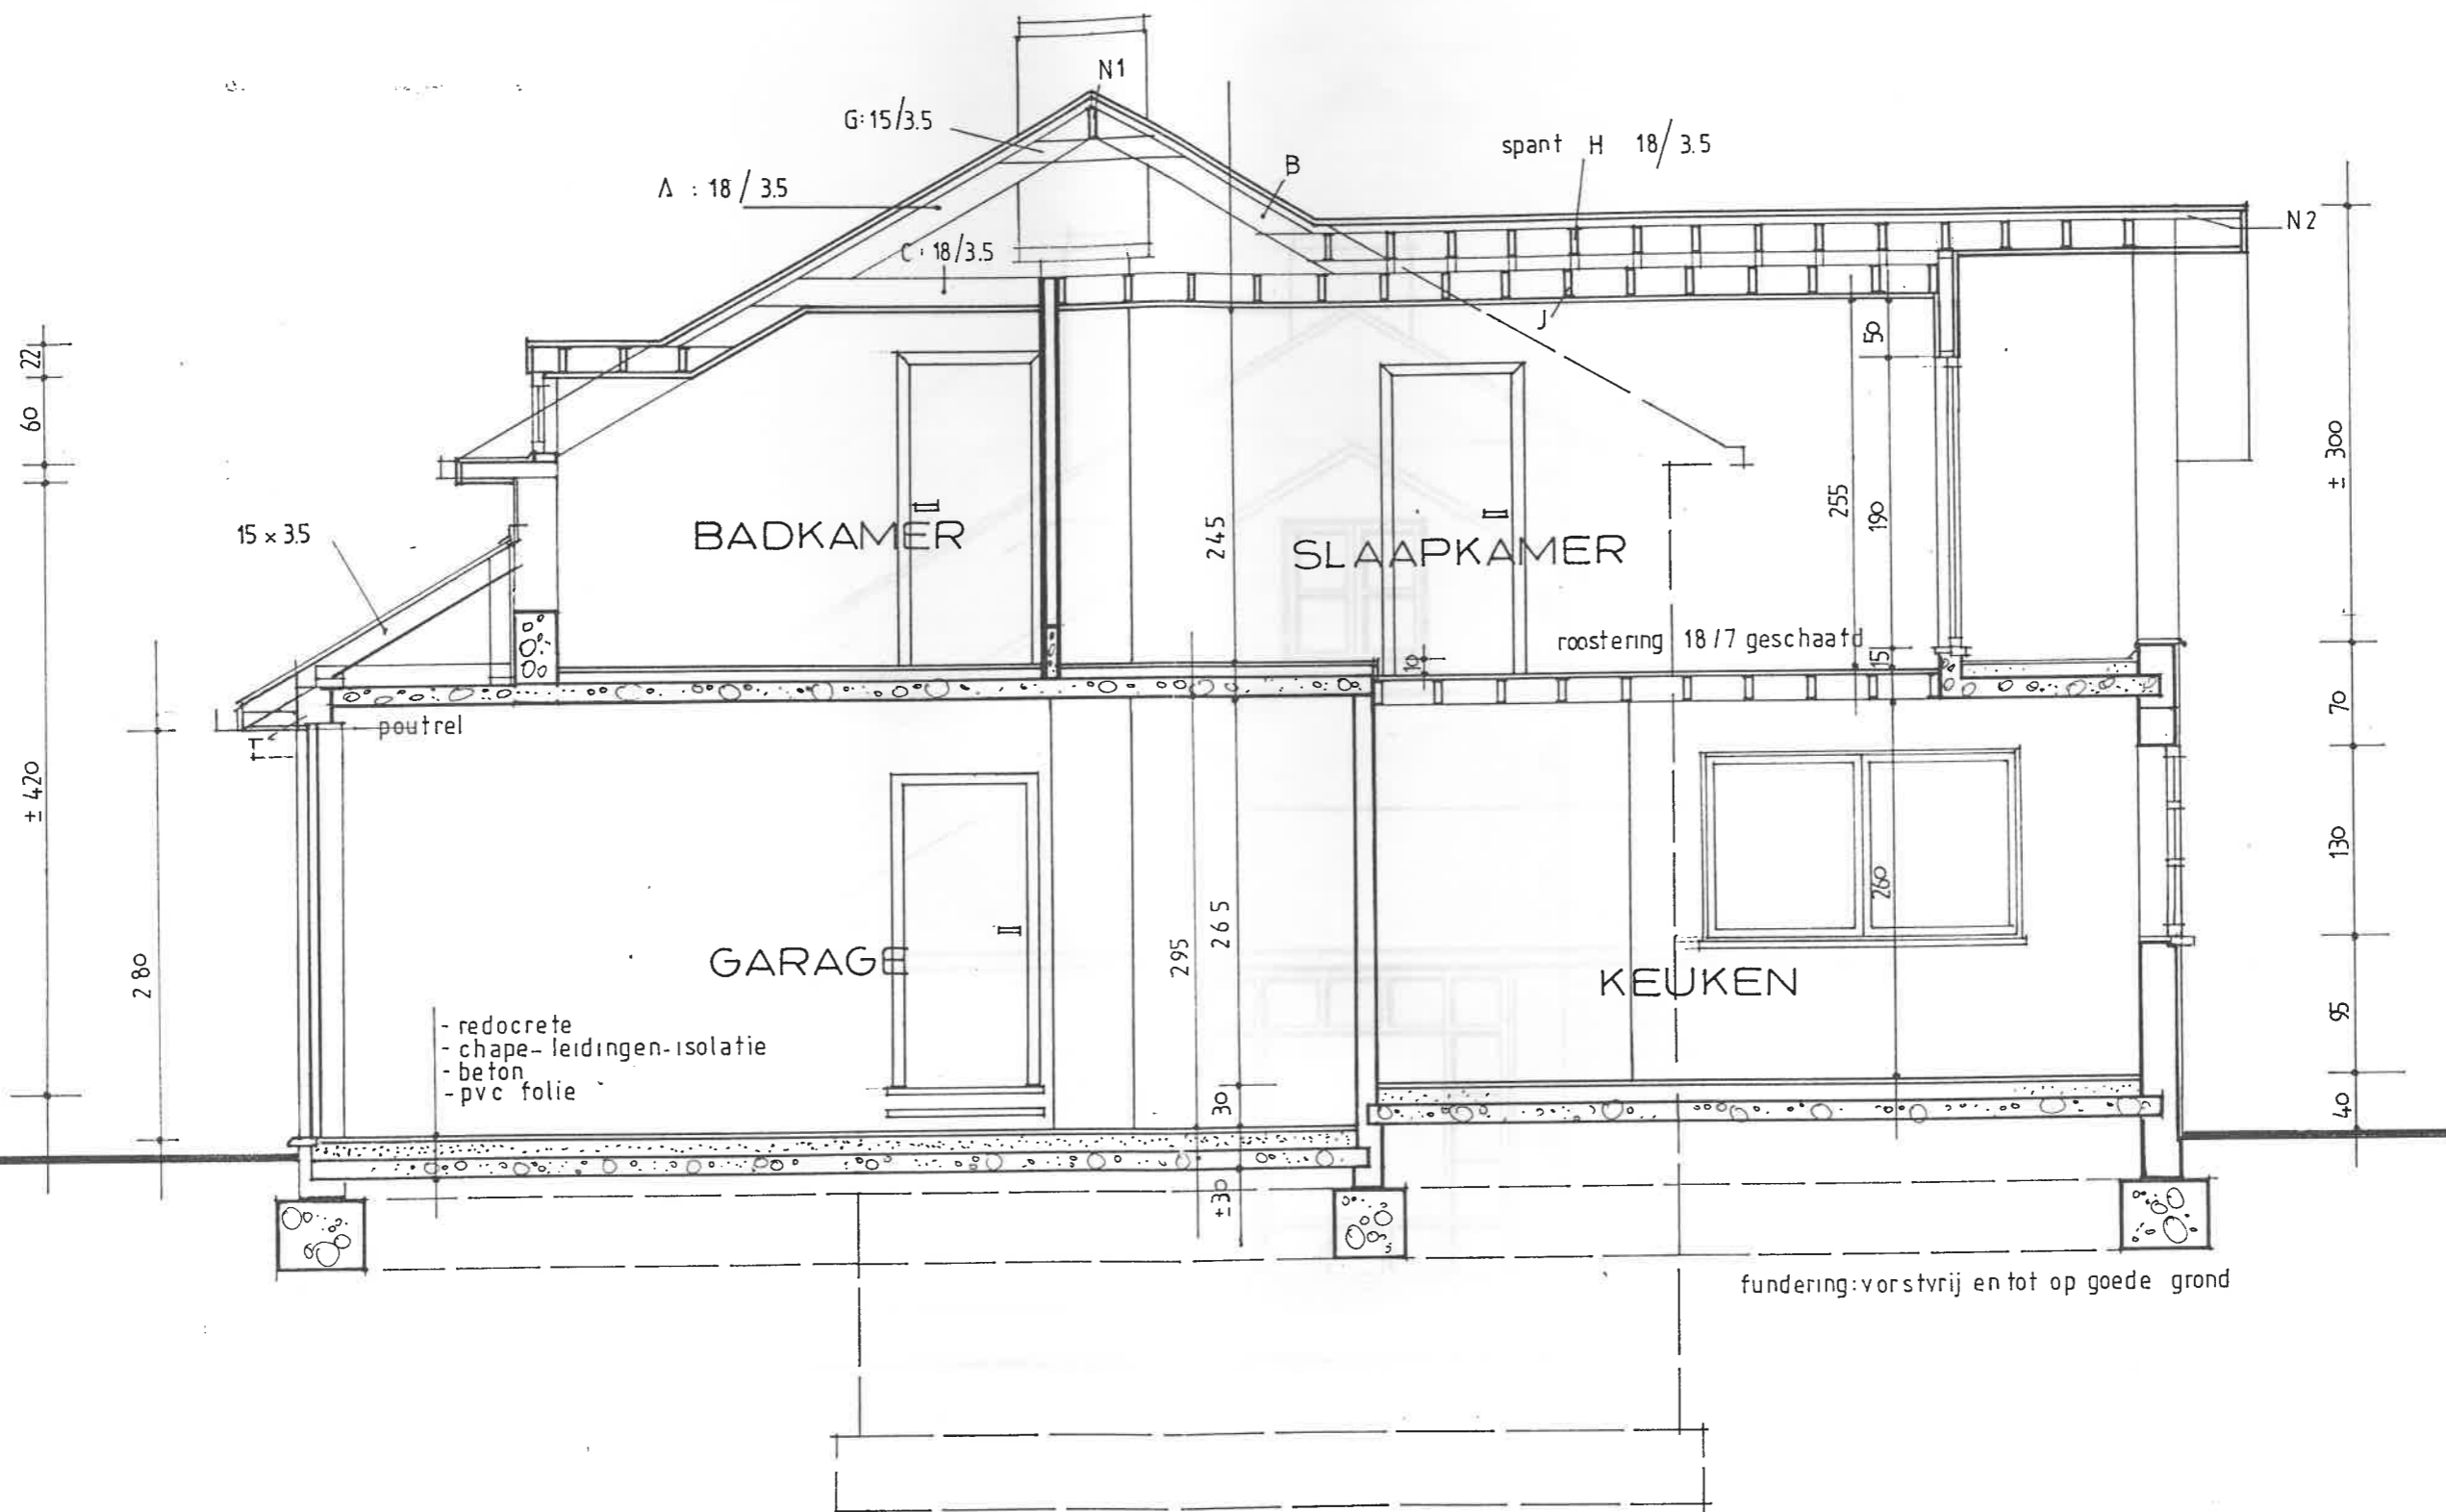 N1
G: 15/3.5
B
spant H 18/3.5
A : 18/3.5
N2
C : 18/3.5
J
22
60
± 420
280
15 × 3.5
BADKAMER
245
SLAAPKAMER
255
50
190
15
± 300
70
130
95
40
roostering 18/7 geschaafd
10
poutrel
GARAGE
295
265
30
±30
260
KEUKEN
- redocrete
- chape-leidingen-isolatie
- beton
- pvc folie
fundering: vorstvrij en tot op goede grond